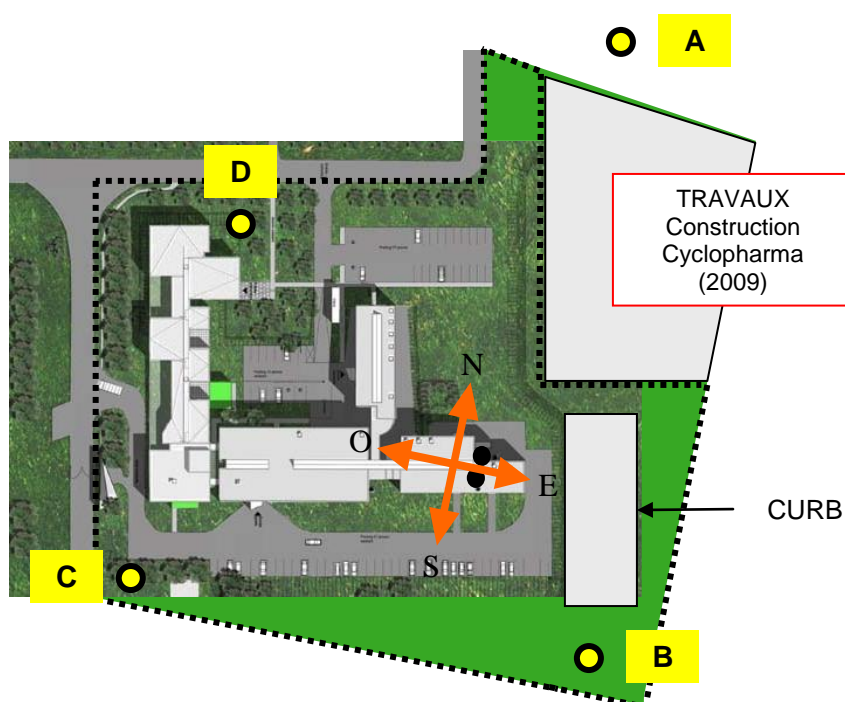 A
D
TRAVAUX
Construction
Cyclopharma
(2009)
N
O
E
CURB
S
C
B